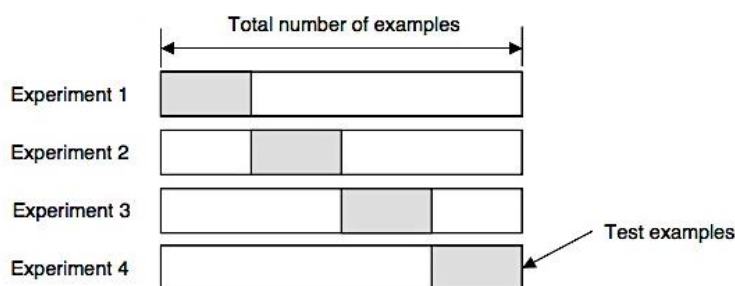 Total number of examples
Experiment 1
Experiment 2
Experiment 3
Test examples
Experiment 4